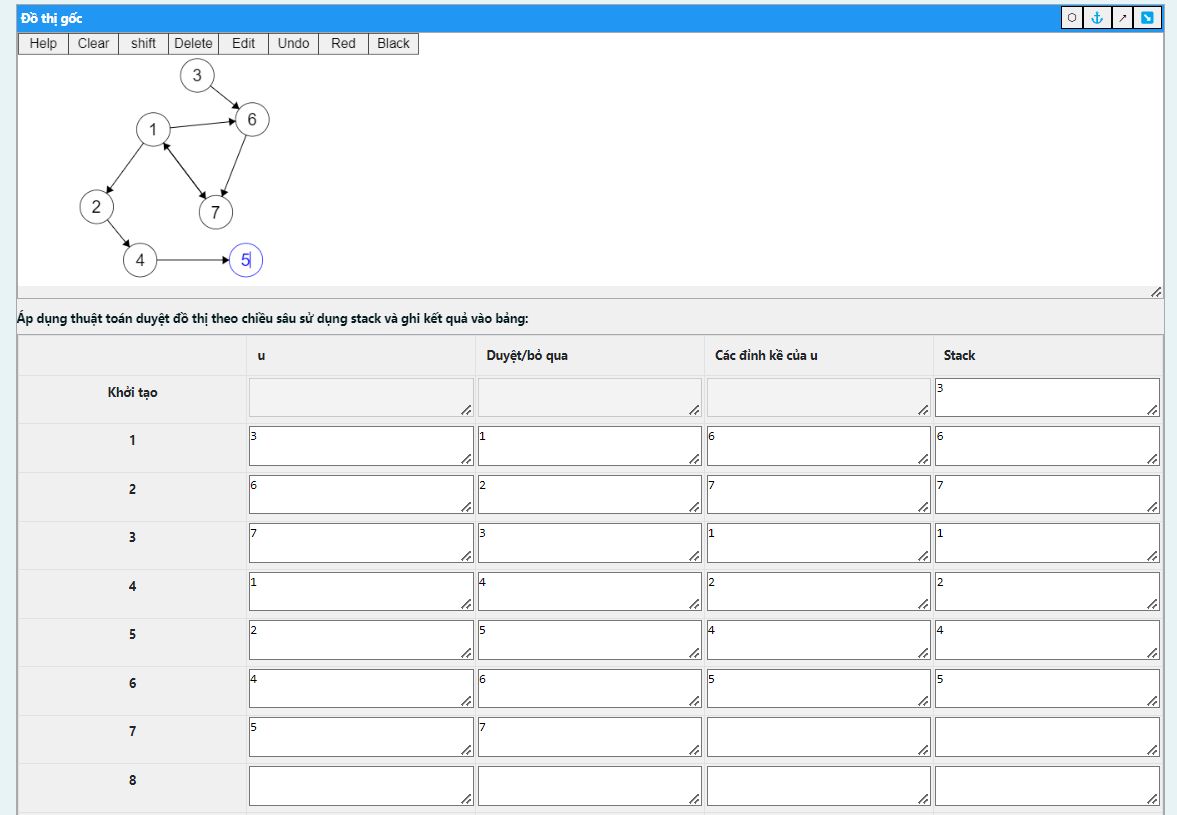 Đồ thị gốc
Help Clear shift Delete Edit Undo Red Black
3
6
1
2
7
4
5
Áp dụng thuật toán duyệt đồ thị theo chiều sâu sử dụng stack và ghi kết quả vào bảng:
u Duyệt/bỏ qua Các đỉnh kề của u Stack
Khởi tạo 3
1 3 1 6 6
2 6 2 7 7
3 7 3 1 1
4 1 4 2 2
5 2 5 4 4
6 4 6 5 5
7 5 7
8